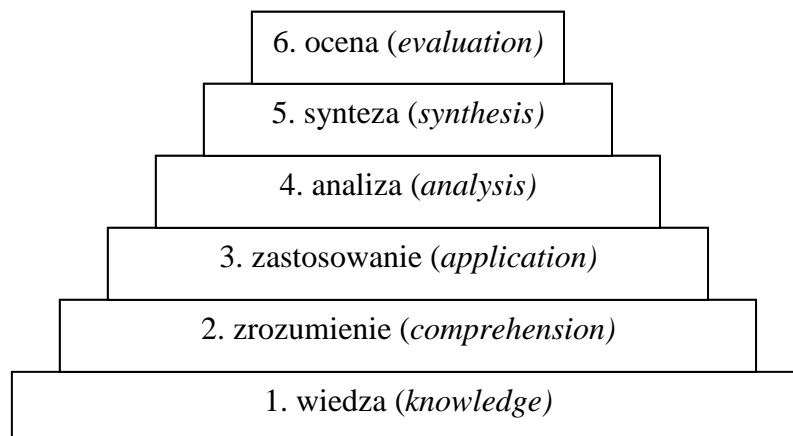 6. ocena (evaluation)
5. synteza (synthesis)
4. analiza (analysis)
3. zastosowanie (application)
2. zrozumienie (comprehension)
1. wiedza (knowledge)